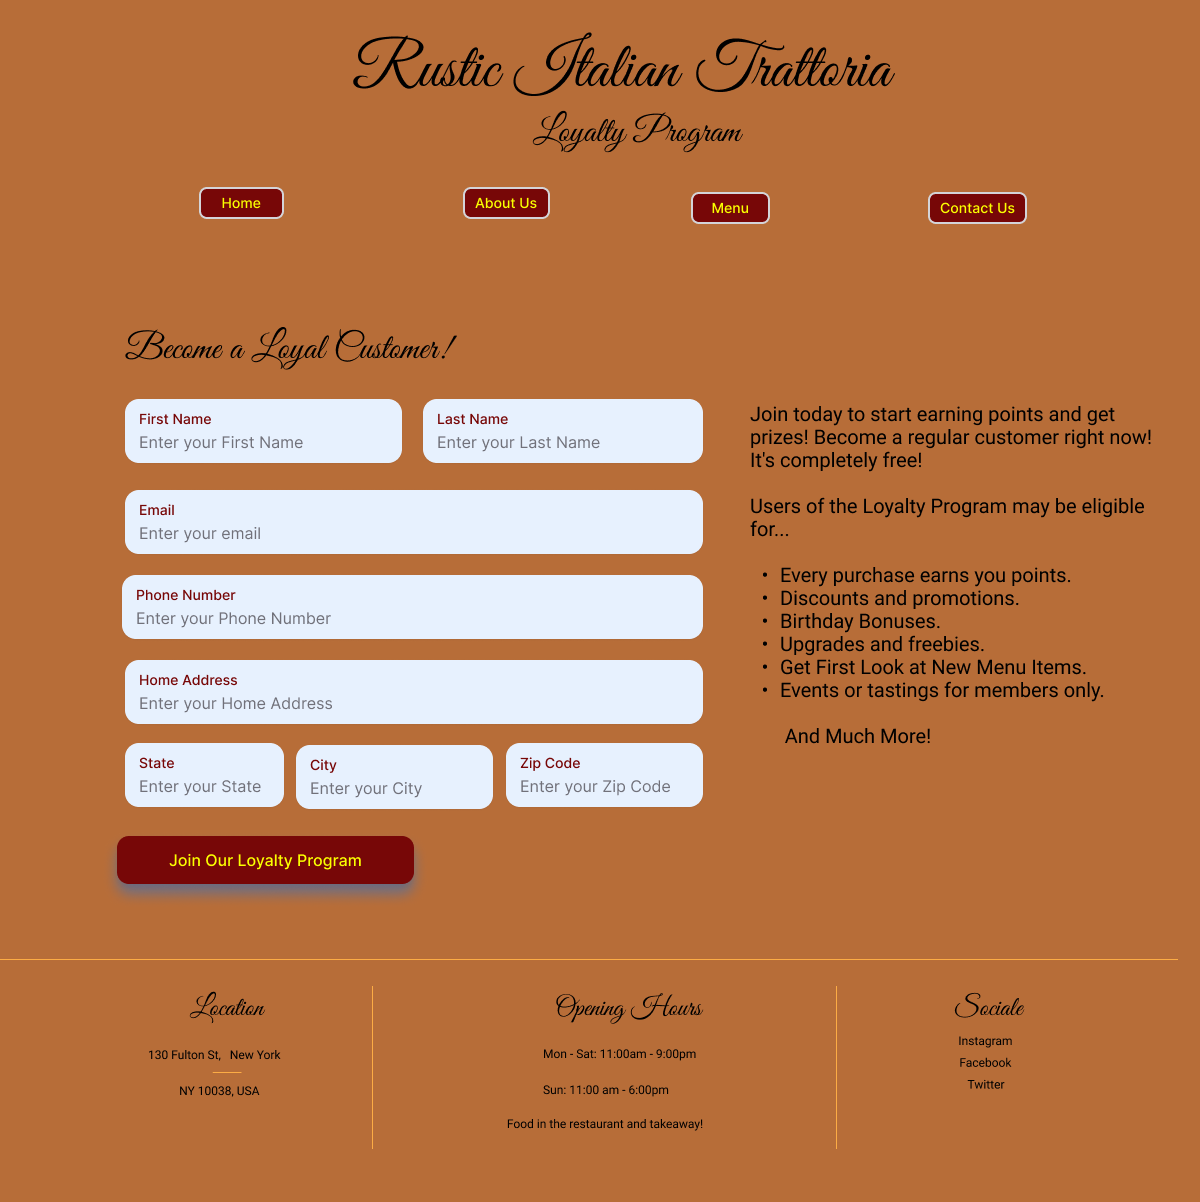 Rustic Italian Trattoria
Loyalty Program
Home
About Us
Menu
Contact Us
Become a Loyal Customer!
First Name
Enter your First Name
Last Name
Enter your Last Name
Email
Enter your email
Phone Number
Enter your Phone Number
Home Address
Enter your Home Address
State
Enter your State
City
Enter your City
Zip Code
Enter your Zip Code
Join Our Loyalty Program
Join today to start earning points and get
prizes! Become a regular customer right now!
It's completely free!
Users of the Loyalty Program may be eligible
for...
• Every purchase earns you points.
• Discounts and promotions.
• Birthday Bonuses.
• Upgrades and freebies.
• Get First Look at New Menu Items.
• Events or tastings for members only.
And Much More!
Location
130 Fulton St, New York
NY 10038, USA
Opening Hours
Mon - Sat: 11:00am - 9:00pm
Sun: 11:00 am - 6:00pm
Food in the restaurant and takeaway!
Sociale
Instagram
Facebook
Twitter